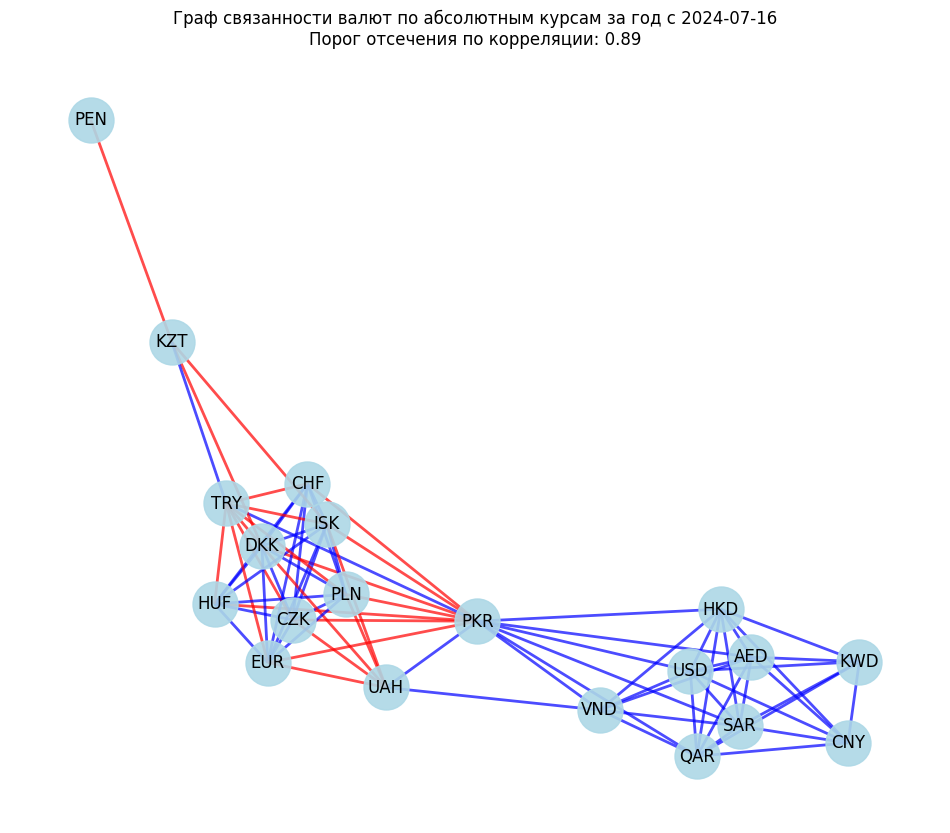 Граф связанности валют по абсолютным курсам за год с 2024-07-16
Порог отсечения по корреляции: 0.89
PEN
KZT
CHF
TRY
ISK
DKK
PLN
HUF
HKD
CZK
PKR
AED
KWD
EUR
USD
UAH
VND
SAR
CNY
QAR